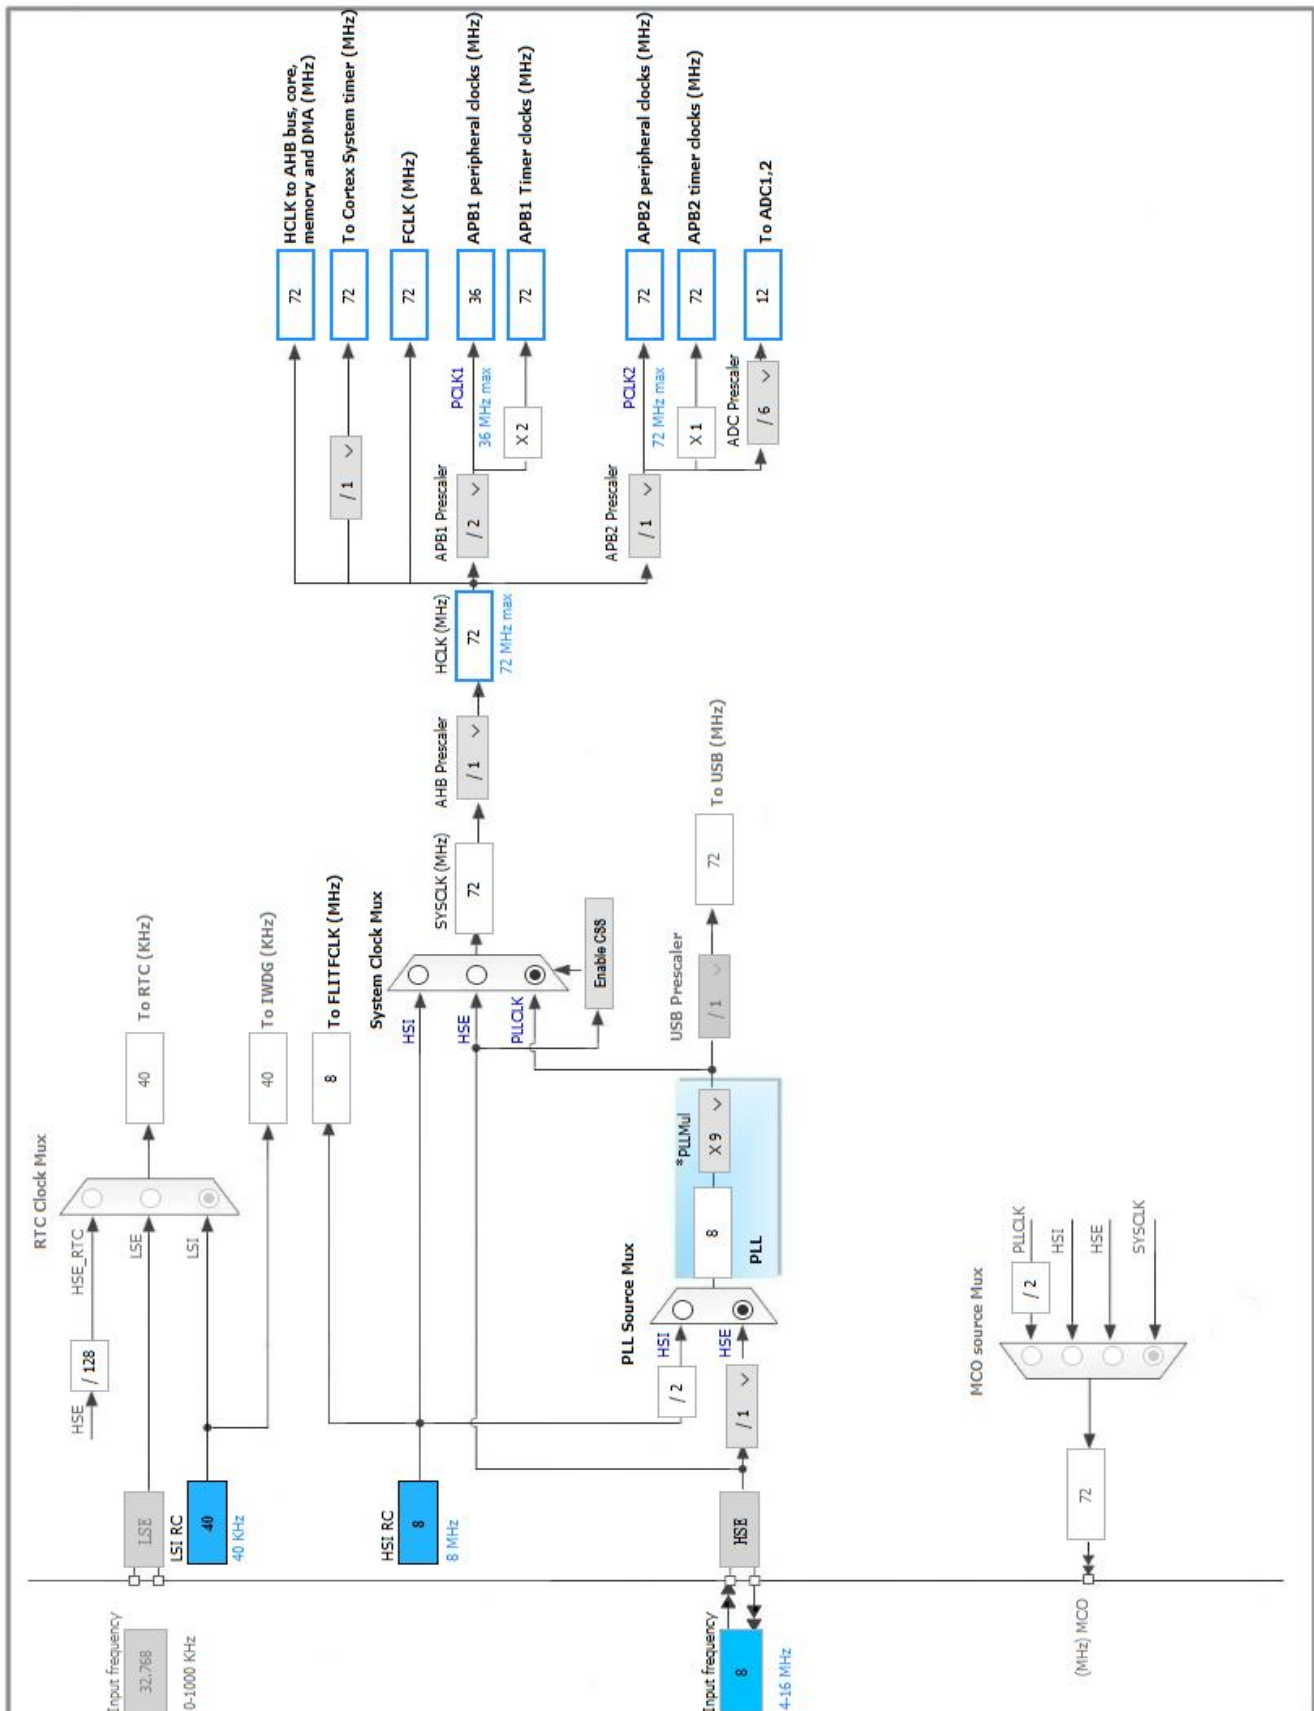 Input frequency
32.768
0-1000 KHz
LSE
LSI RC
40
40 KHz
HSE
/ 128
HSE_RTC
LSE
LSI
RTC Clock Mux
40
To RTC (KHz)
40
To IWDG (KHz)
8
To FLITFCLK (MHz)
HSI RC
8
8 MHz
System Clock Mux
HSI
HSE
PLLCLK
Enable CSS
SYSCLK (MHz)
72
AHB Prescaler
/ 1
HCLK (MHz)
72
72 MHz max
72
HCLK to AHB bus, core,
memory and DMA (MHz)
/ 1
72
To Cortex System timer (MHz)
72
FCLK (MHz)
APB1 Prescaler
/ 2
PCLK1
36 MHz max
36
APB1 peripheral clocks (MHz)
X 2
72
APB1 Timer clocks (MHz)
APB2 Prescaler
/ 1
PCLK2
72 MHz max
72
APB2 peripheral clocks (MHz)
X 1
72
APB2 timer clocks (MHz)
ADC Prescaler
/ 6
12
To ADC1,2
Input frequency
8
4-16 MHz
HSE
/ 2
/ 1
PLL Source Mux
HSI
HSE
8
*PLLMul
X 9
PLL
USB Prescaler
/ 1
72
To USB (MHz)
(MHz) MCO
72
MCO source Mux
/ 2
PLLCLK
HSI
HSE
SYSCLK